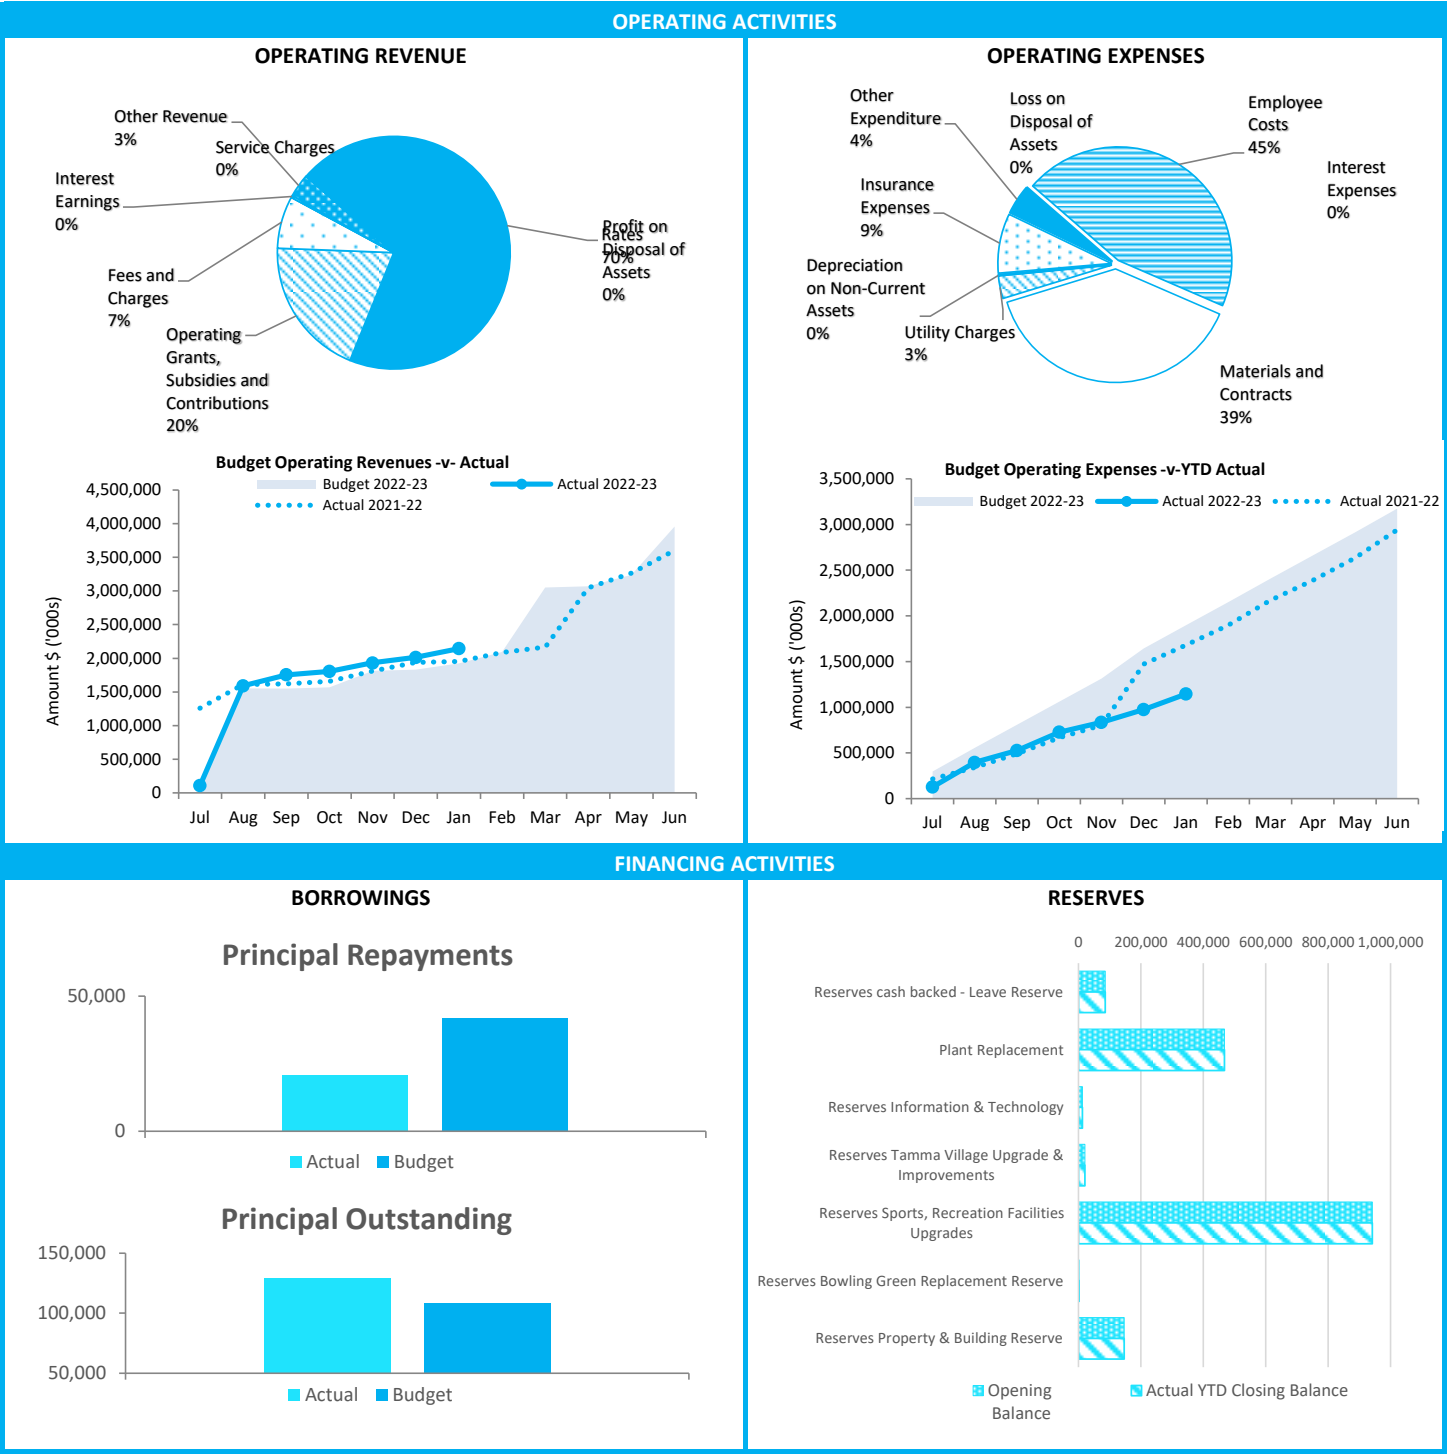 OPERATING ACTIVITIES
OPERATING REVENUE
Other Revenue
3%
Service Charges
0%
Interest
Earnings
0%
Fees and
Charges
7%
Operating
Grants,
Subsidies and
Contributions
20%
Rates
70%
Profit on
Disposal of
Assets
0%
OPERATING EXPENSES
Other
Expenditure
4%
Loss on
Disposal of
Assets
0%
Employee
Costs
45%
Interest
Expenses
0%
Insurance
Expenses
9%
Depreciation
on Non-Current
Assets
0%
Utility Charges
3%
Materials and
Contracts
39%
Budget Operating Revenues -v- Actual
Budget 2022-23
Actual 2022-23
Actual 2021-22
Amount $ ('000s)
4,500,000
4,000,000
3,500,000
3,000,000
2,500,000
2,000,000
1,500,000
1,000,000
500,000
0
Jul Aug Sep Oct Nov Dec Jan Feb Mar Apr May Jun
Budget Operating Expenses -v-YTD Actual
Budget 2022-23 Actual 2022-23 Actual 2021-22
Amount $ ('000s)
3,500,000
3,000,000
2,500,000
2,000,000
1,500,000
1,000,000
500,000
0
Jul Aug Sep Oct Nov Dec Jan Feb Mar Apr May Jun
FINANCING ACTIVITIES
BORROWINGS
Principal Repayments
50,000
0
Actual Budget
Principal Outstanding
150,000
100,000
50,000
Actual Budget
RESERVES
0 200,000 400,000 600,000 800,000 1,000,000
Reserves cash backed - Leave Reserve
Plant Replacement
Reserves Information & Technology
Reserves Tamma Village Upgrade &
Improvements
Reserves Sports, Recreation Facilities
Upgrades
Reserves Bowling Green Replacement Reserve
Reserves Property & Building Reserve
Opening
Balance
Actual YTD Closing Balance